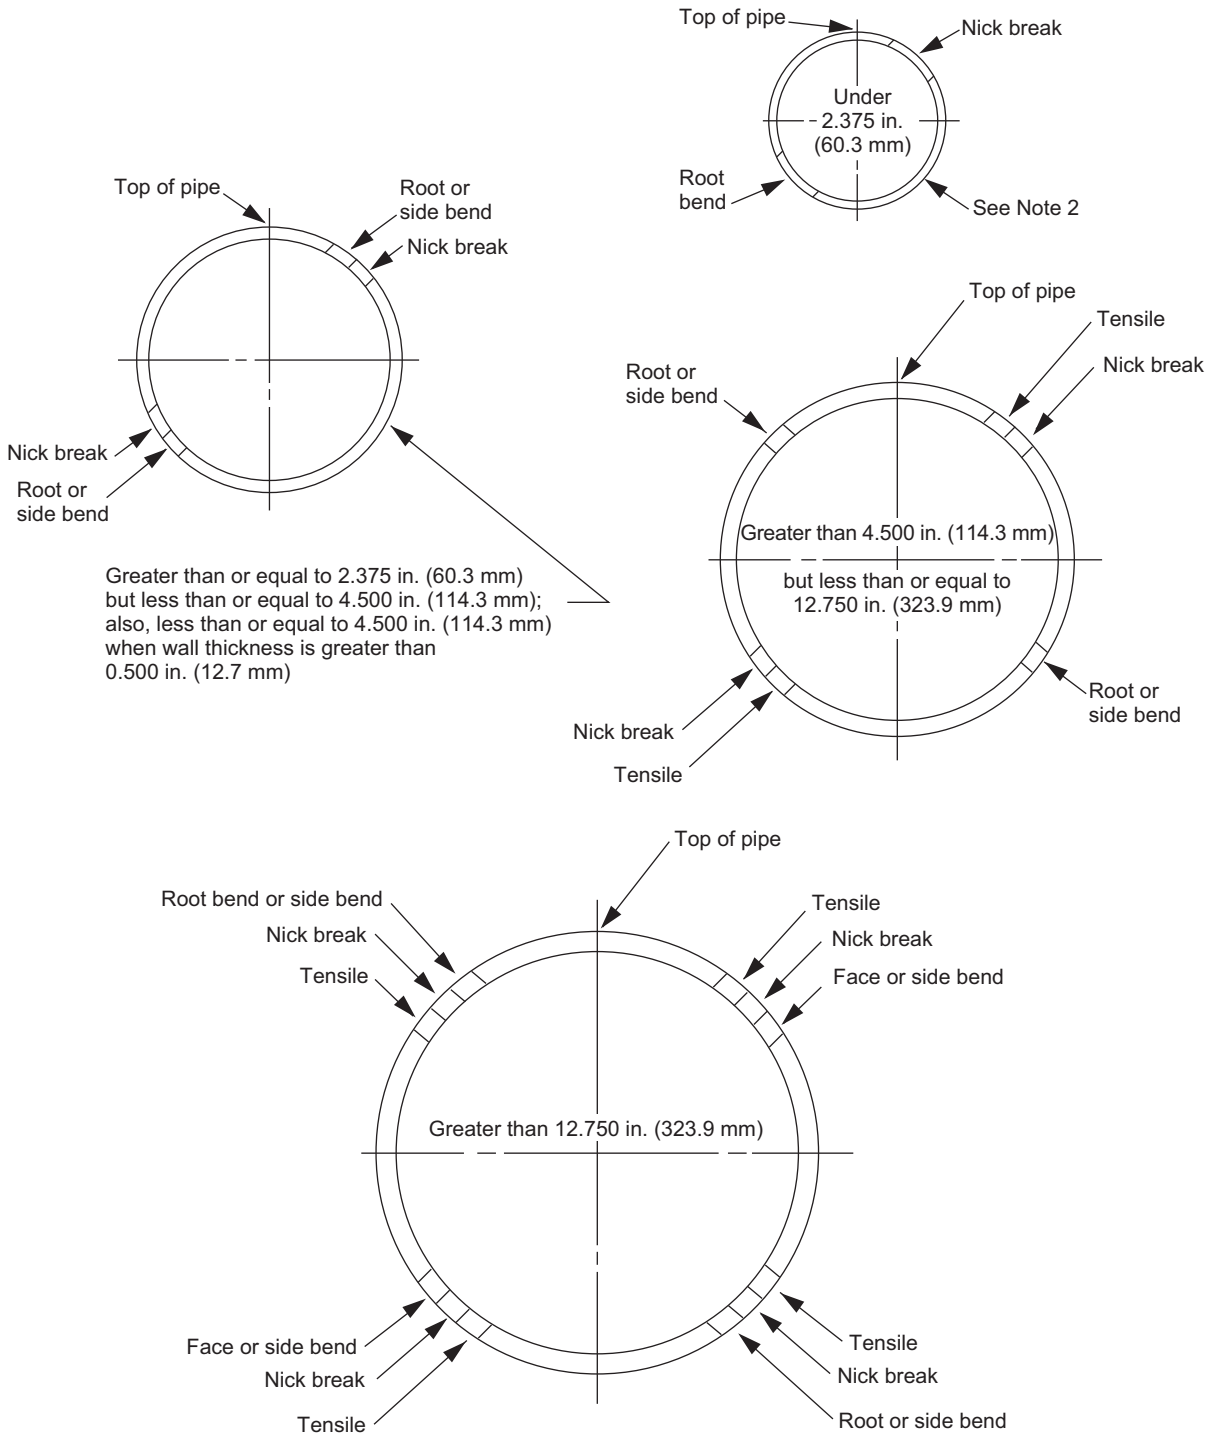 Top of pipe
Nick break
Under
2.375 in.
(60.3 mm)
Root
bend
See Note 2
Top of pipe
Root or
side bend
Nick break
Nick break
Root or
side bend
Greater than or equal to 2.375 in. (60.3 mm)
but less than or equal to 4.500 in. (114.3 mm);
also, less than or equal to 4.500 in. (114.3 mm)
when wall thickness is greater than
0.500 in. (12.7 mm)
Top of pipe
Tensile
Nick break
Root or
side bend
Greater than 4.500 in. (114.3 mm)
but less than or equal to
12.750 in. (323.9 mm)
Root or
side bend
Nick break
Tensile
Top of pipe
Root bend or side bend
Nick break
Tensile
Tensile
Nick break
Face or side bend
Greater than 12.750 in. (323.9 mm)
Face or side bend
Nick break
Tensile
Tensile
Nick break
Root or side bend